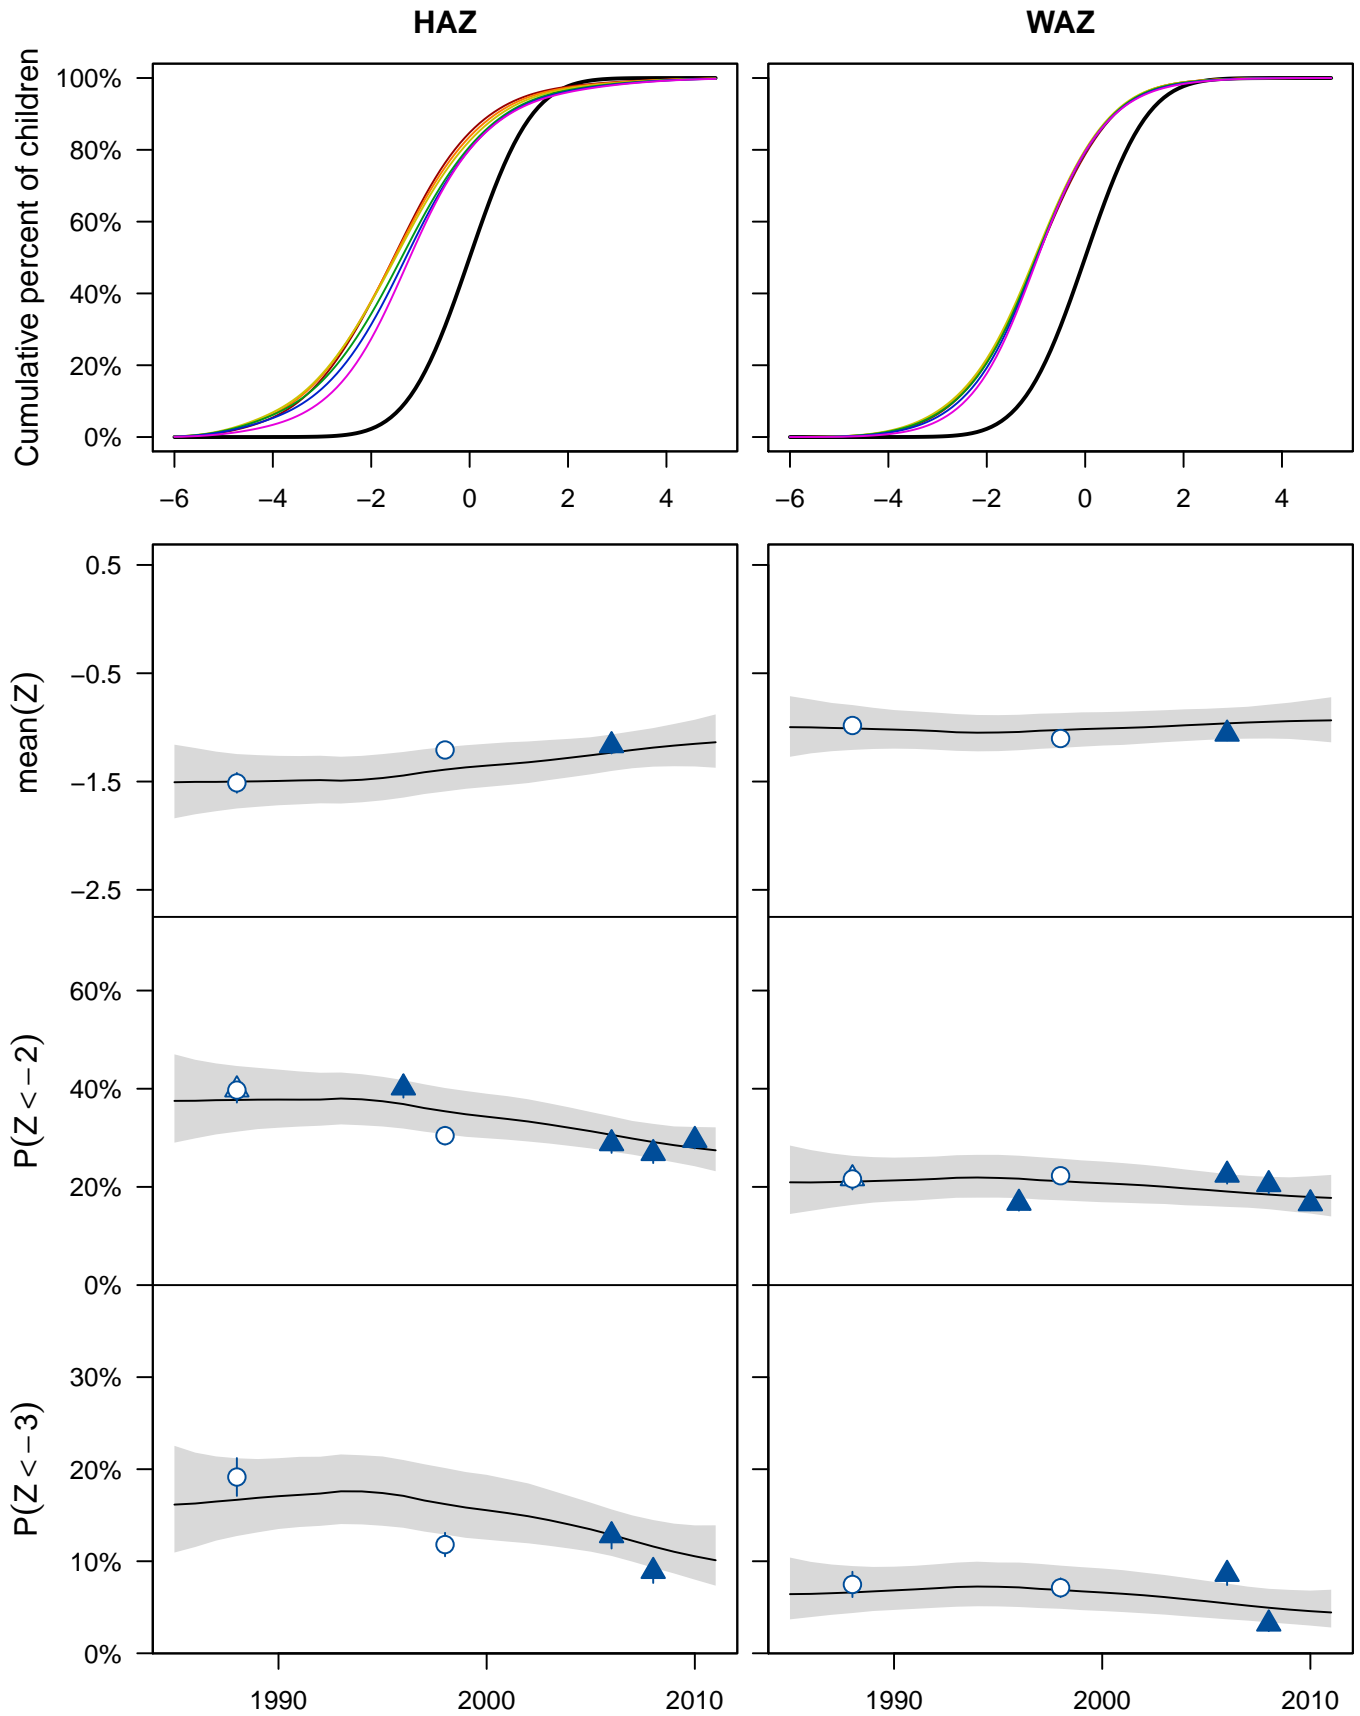 HAZ
WAZ
Cumulative percent of children
100%
80%
60%
40%
20%
0%
−6 −4 −2 0 2 4
−6 −4 −2 0 2 4
mean(Z)
0.5
−0.5
−1.5
−2.5
P(Z < −2)
60%
40%
20%
0%
P(Z < −3)
30%
20%
10%
0%
1990 2000 2010
1990 2000 2010